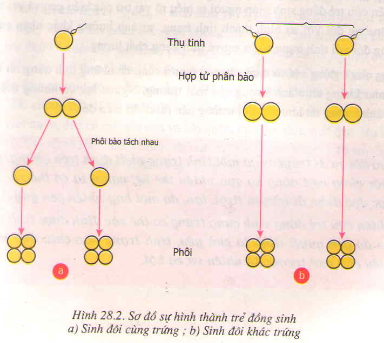 Thụ tinh
Hợp tử phân bào
Phôi bào tách nhau
Phôi
a
b
Hình 28.2. Sơ đồ sự hình thành trẻ đồng sinh
a) Sinh đôi cùng trứng ; b) Sinh đôi khác trứng